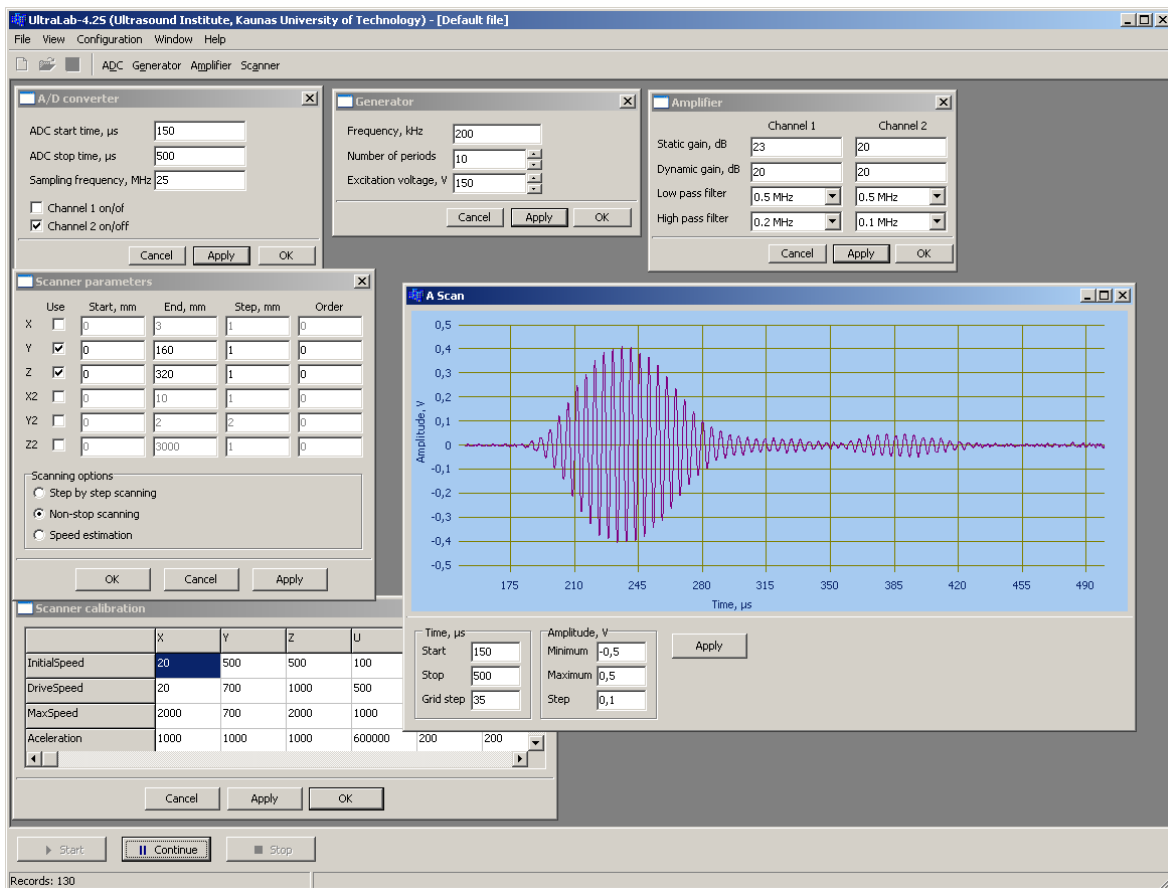 UltraLab-4.2S (Ultrasound Institute, Kaunas University of Technology) - [Default file]
File View Configuration Window Help
ADC Generator Amplifier Scanner
A/D converter
ADC start time, µs 150
ADC stop time, µs 500
Sampling frequency, MHz 25
Channel 1 on/of
Channel 2 on/off
Cancel Apply OK
Generator
Frequency, kHz 200
Number of periods 10
Excitation voltage, V 150
Cancel Apply OK
Amplifier
Channel 1 Channel 2
Static gain, dB 23 20
Dynamic gain, dB 20 20
Low pass filter 0.5 MHz 0.5 MHz
High pass filter 0.2 MHz 0.1 MHz
Cancel Apply OK
Scanner parameters
Use Start, mm End, mm Step, mm Order
X 0 3 1 0
Y 0 160 1 0
Z 0 320 1 0
X2 0 10 1 0
Y2 0 2 2 0
Z2 0 3000 1 0
Scanning options
Step by step scanning
Non-stop scanning
Speed estimation
OK Cancel Apply
A Scan
0,5
0,4
0,3
0,2
0,1
0
-0,1
-0,2
-0,3
-0,4
-0,5
Amplitude, V
175 210 245 280 315 350 385 420 455 490
Time, µs
Time, µs
Start 150
Stop 500
Grid step 35
Amplitude, V
Minimum -0,5
Maximum 0,5
Step 0,1
Apply
Scanner calibration
X Y Z U
InitialSpeed 20 500 500 100
DriveSpeed 20 700 1000 500
MaxSpeed 2000 700 2000 1000
Aceleration 1000 1000 1000 600000 200 200
Cancel Apply OK
Start Continue Stop
Records: 130